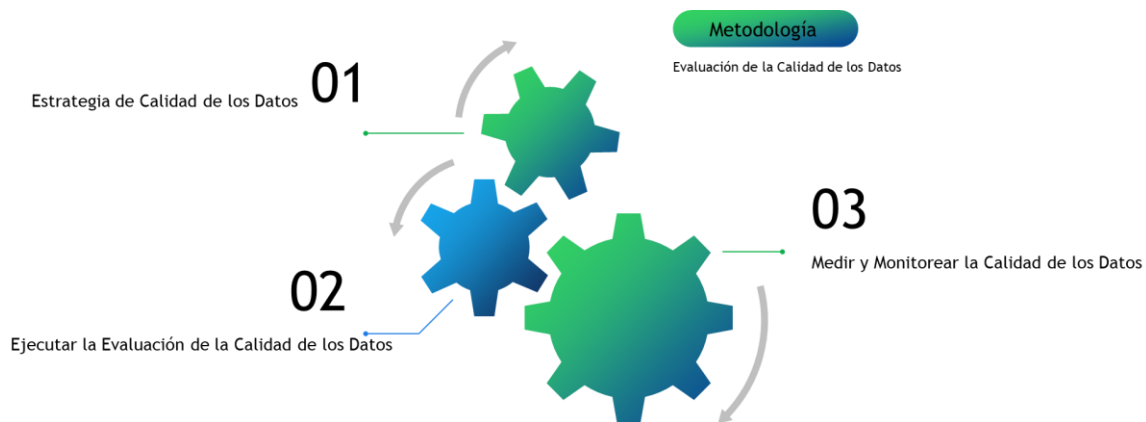 Metodología
Evaluación de la Calidad de los Datos
01
Estrategia de Calidad de los Datos
02
Ejecutar la Evaluación de la Calidad de los Datos
03
Medir y Monitorear la Calidad de los Datos